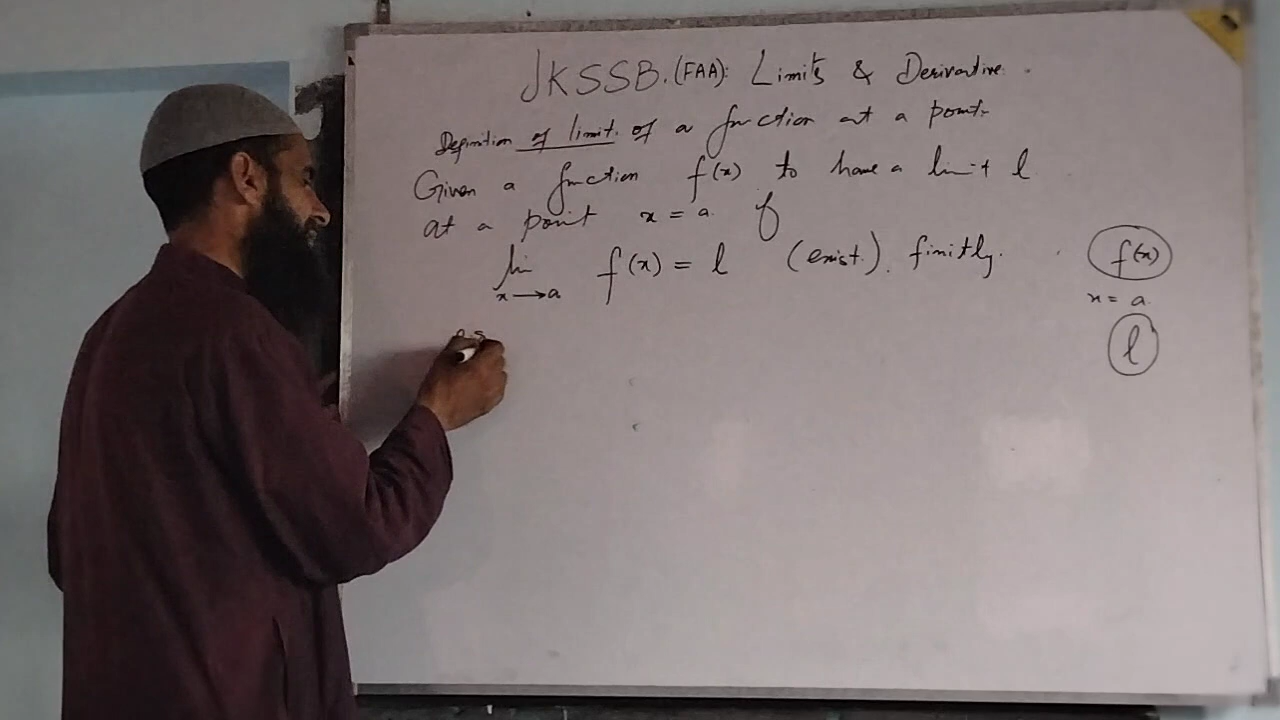 JKSSB. (FAA): Limits & Derivative.
Definition of limit. of a function at a point:
Given a function f(x) to have a limit l
at a point x = a. if
lim f(x) = l (exist). finitly.
x→a
as
f(x)
x = a.
l